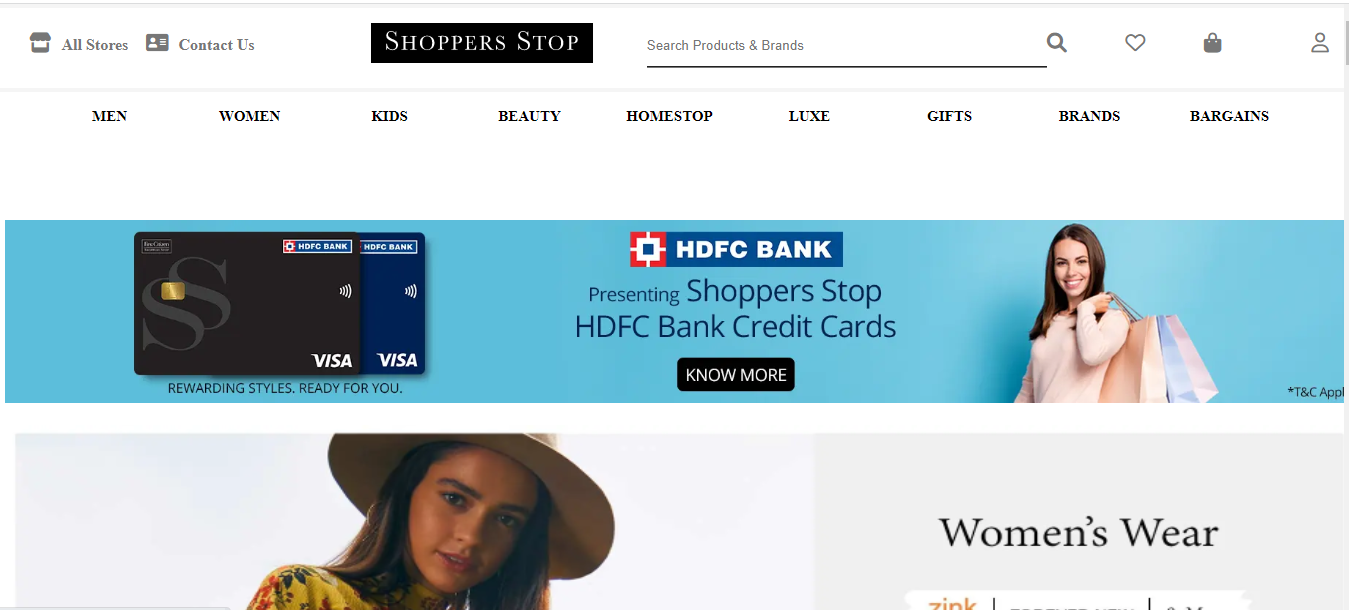 All Stores
Contact Us
SHOPPERS STOP
Search Products & Brands
MEN
WOMEN
KIDS
BEAUTY
HOMESTOP
LUXE
GIFTS
BRANDS
BARGAINS
HDFC BANK
HDFC BANK
VISA
VISA
REWARDING STYLES. READY FOR YOU.
HDFC BANK
Presenting Shoppers Stop
HDFC Bank Credit Cards
KNOW MORE
*T&C Appl
Women's Wear
zink